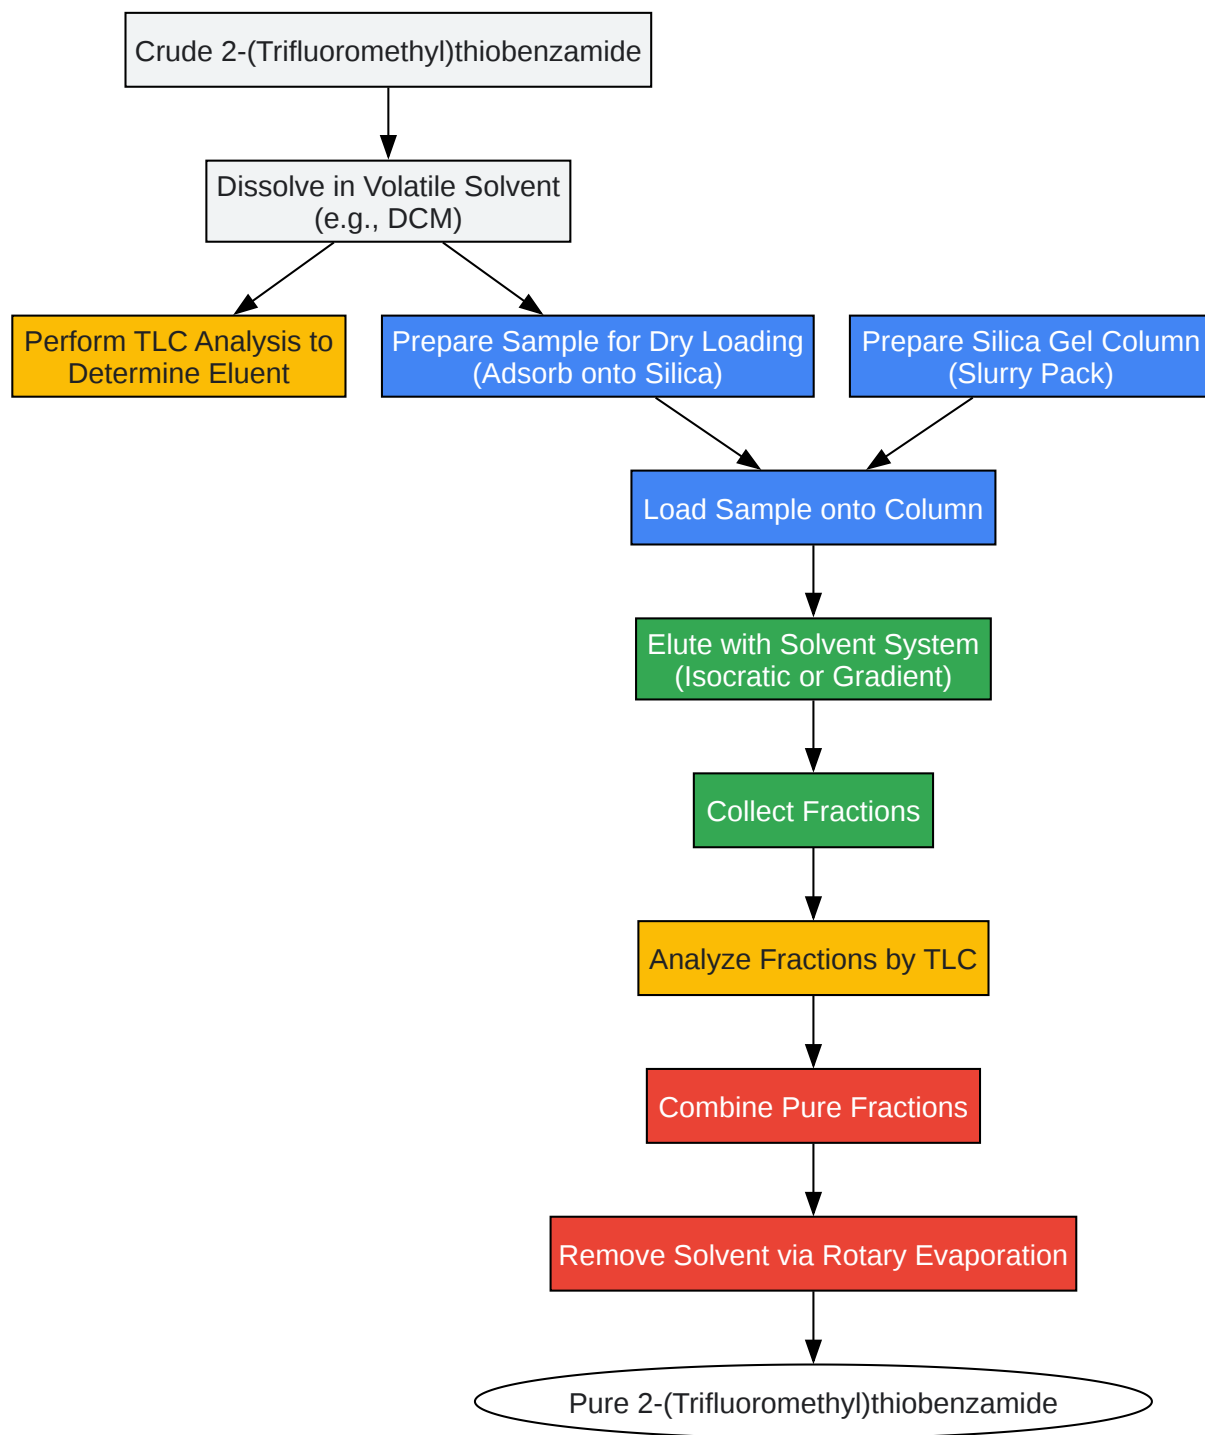 Crude 2-(Trifluoromethyl)thiobenzamide
Dissolve in Volatile Solvent
(e.g., DCM)
Perform TLC Analysis to
Determine Eluent
Prepare Sample for Dry Loading
(Adsorb onto Silica)
Prepare Silica Gel Column
(Slurry Pack)
Load Sample onto Column
Elute with Solvent System
(Isocratic or Gradient)
Collect Fractions
Analyze Fractions by TLC
Combine Pure Fractions
Remove Solvent via Rotary Evaporation
Pure 2-(Trifluoromethyl)thiobenzamide